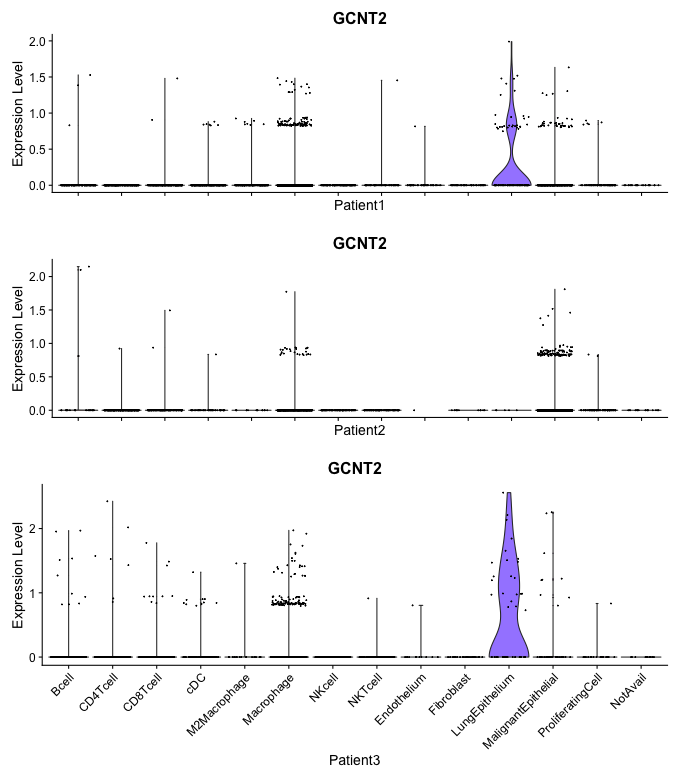 GCNT2
Expression Level
2.0
1.5
1.0
0.5
0.0
Patient1
GCNT2
Expression Level
2.0
1.5
1.0
0.5
0.0
Patient2
GCNT2
Expression Level
2
1
0
Bcell
CD4Tcell
CD8Tcell
cDC
M2Macrophage
Macrophage
NKcell
NKTcell
Endothelium
Fibroblast
LungEpithelium
MalignantEpithelial
ProliferatingCell
NotAvail
Patient3